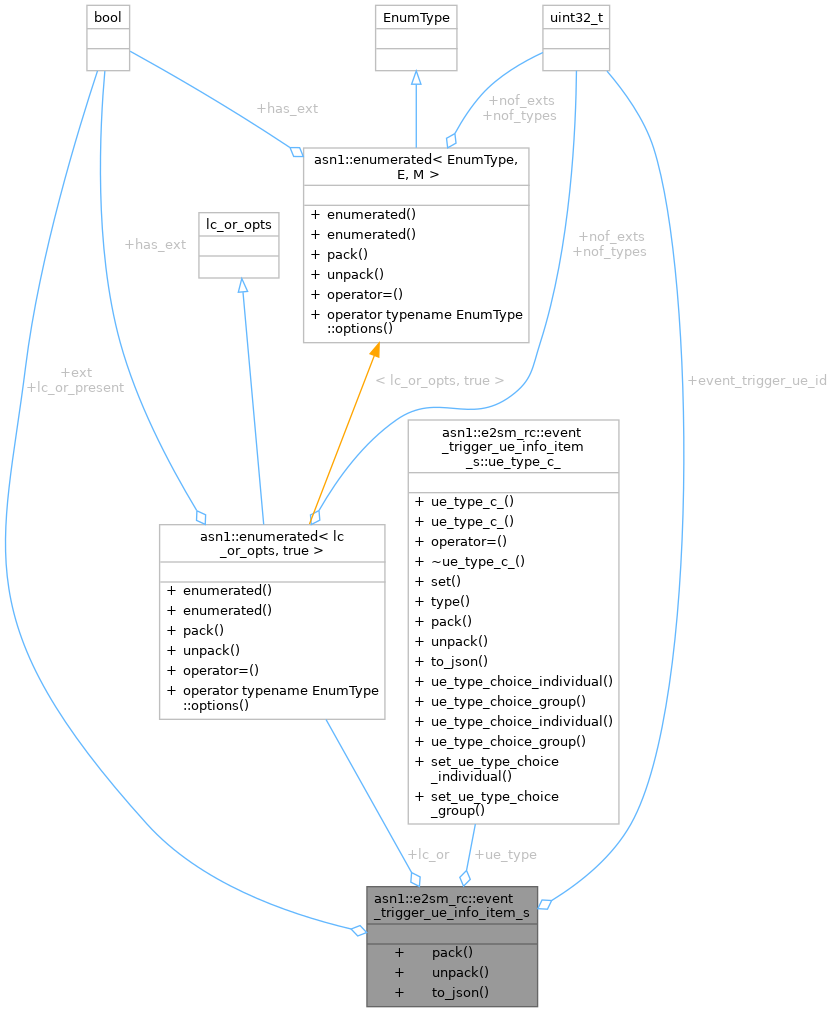 bool
EnumType
uint32_t
+has_ext
+nof_exts
+nof_types
asn1::enumerated< EnumType,
E, M >
+ enumerated()
+ enumerated()
+ pack()
+ unpack()
+ operator=()
+ operator typename EnumType
::options()
lc_or_opts
+has_ext
+nof_exts
+nof_types
+ext
+lc_or_present
< lc_or_opts, true >
+event_trigger_ue_id
asn1::e2sm_rc::event
_trigger_ue_info_item
_s::ue_type_c_
+ ue_type_c_()
+ ue_type_c_()
+ operator=()
+ ~ue_type_c_()
+ set()
+ type()
+ pack()
+ unpack()
+ to_json()
+ ue_type_choice_individual()
+ ue_type_choice_group()
+ ue_type_choice_individual()
+ ue_type_choice_group()
+ set_ue_type_choice
_individual()
+ set_ue_type_choice
_group()
asn1::enumerated< lc
_or_opts, true >
+ enumerated()
+ enumerated()
+ pack()
+ unpack()
+ operator=()
+ operator typename EnumType
::options()
+lc_or
+ue_type
asn1::e2sm_rc::event
_trigger_ue_info_item_s
+ pack()
+ unpack()
+ to_json()